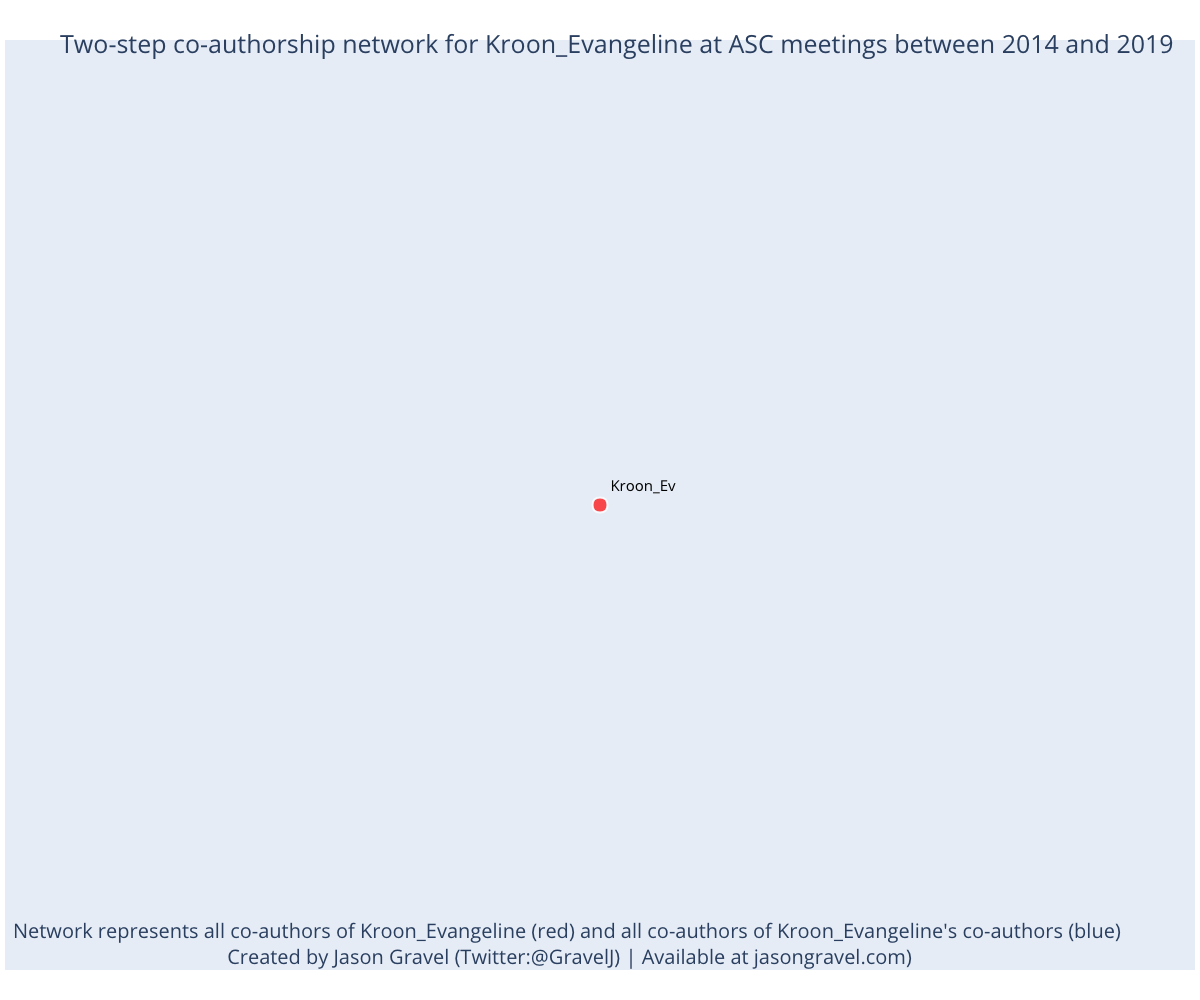 Two-step co-authorship network for Kroon_Evangeline at ASC meetings between 2014 and 2019
Kroon_Ev
Network represents all co-authors of Kroon_Evangeline (red) and all co-authors of Kroon_Evangeline's co-authors (blue)
Created by Jason Gravel (Twitter:@GravelJ) | Available at jasongravel.com)